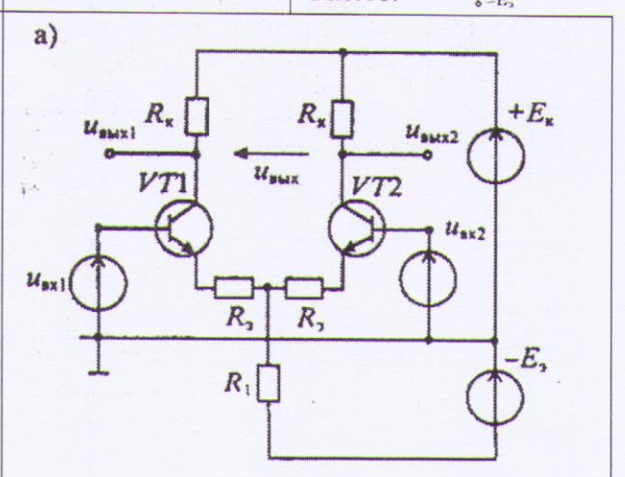 а)
Rк
Rк
+Eк
uвых1
uвых2
uвых
VT1
VT2
uвх1
uвх2
Rэ
Rэ
R1
−Eэ